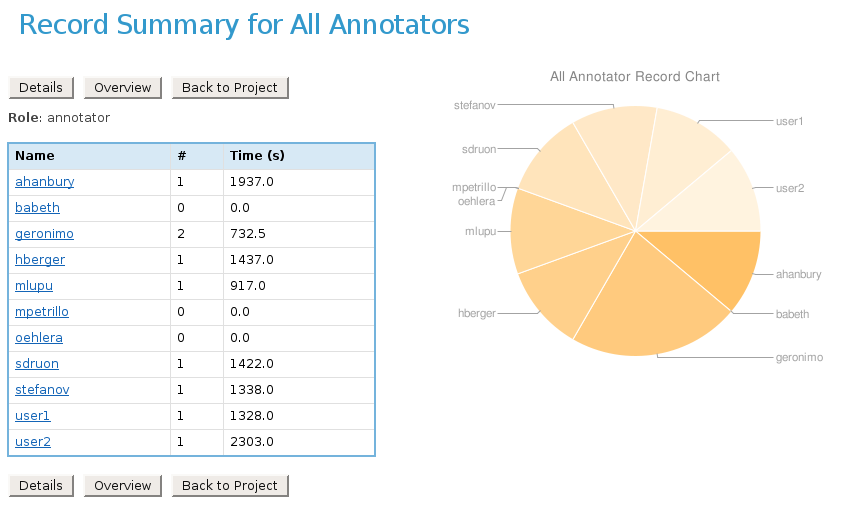 Record Summary for All Annotators
Details Overview Back to Project
Role: annotator
Name # Time (s)
ahanbury 1 1937.0
babeth 0 0.0
geronimo 2 732.5
hberger 1 1437.0
mlupu 1 917.0
mpetrillo 0 0.0
oehlera 0 0.0
sdruon 1 1422.0
stefanov 1 1338.0
user1 1 1328.0
user2 1 2303.0
Details Overview Back to Project
All Annotator Record Chart
stefanov
user1
sdruon
mpetrillo
user2
oehlera
mlupu
ahanbury
hberger
babeth
geronimo